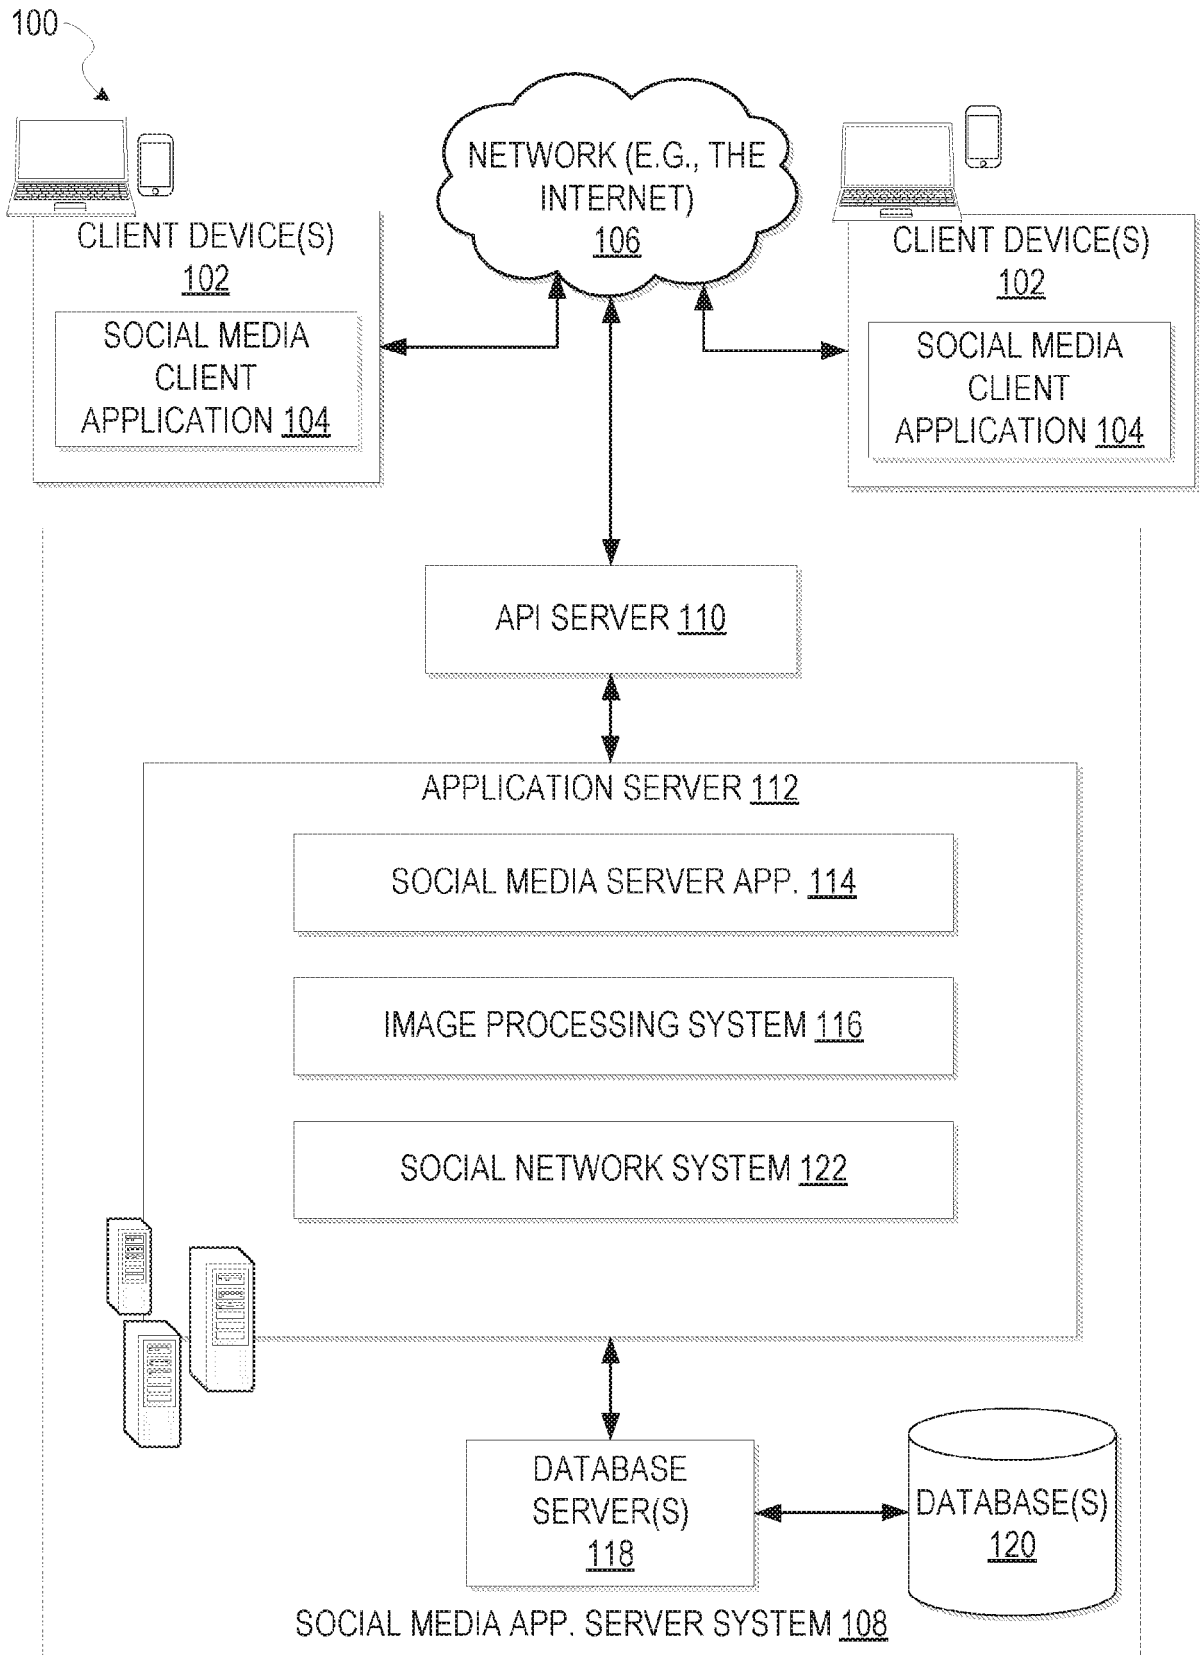 100
NETWORK (E.G., THE
INTERNET)
106
CLIENT DEVICE(S)
102
SOCIAL MEDIA
CLIENT
APPLICATION 104
CLIENT DEVICE(S)
102
SOCIAL MEDIA
CLIENT
APPLICATION 104
API SERVER 110
APPLICATION SERVER 112
SOCIAL MEDIA SERVER APP. 114
IMAGE PROCESSING SYSTEM 116
SOCIAL NETWORK SYSTEM 122
DATABASE
SERVER(S)
118
DATABASE(S)
120
SOCIAL MEDIA APP. SERVER SYSTEM 108